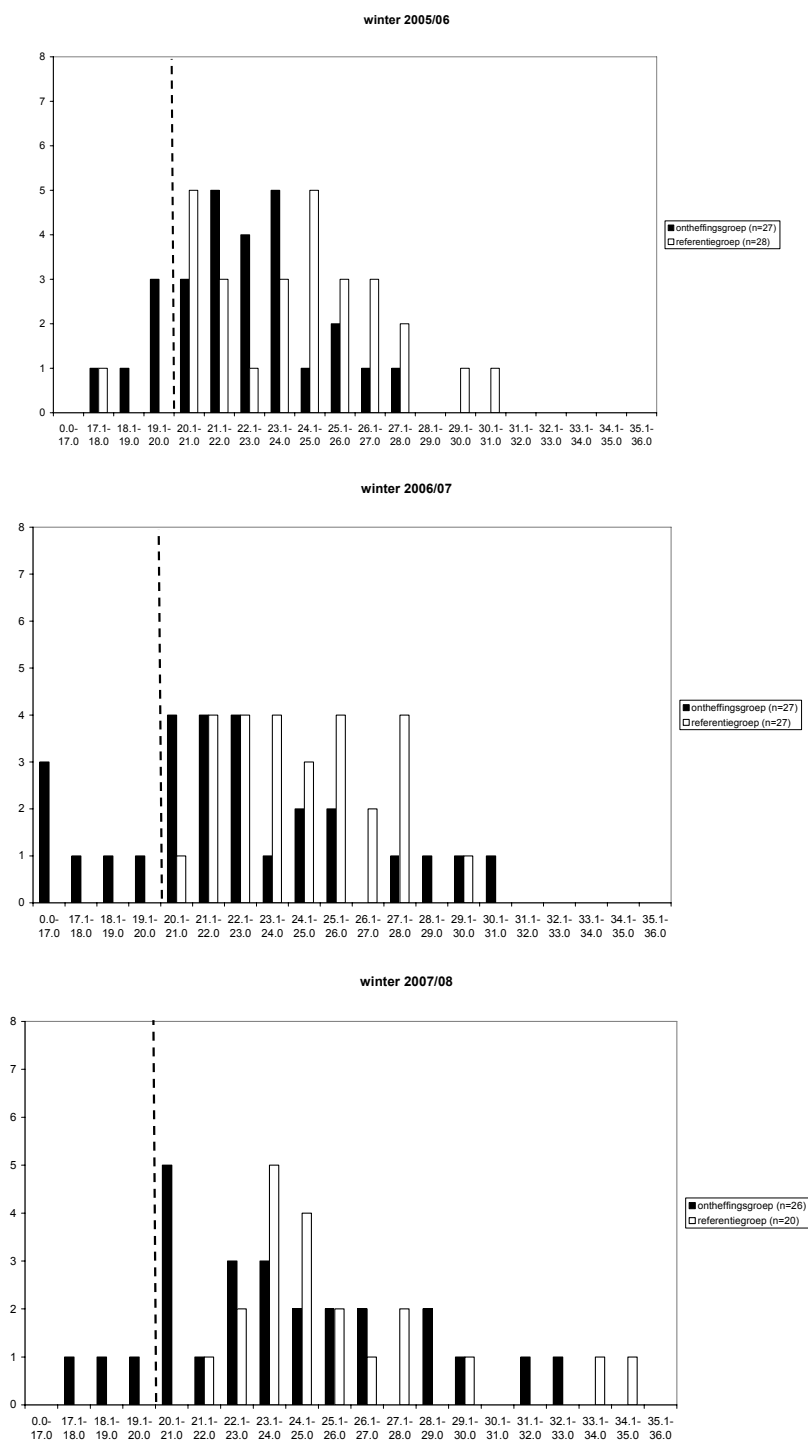 winter 2005/06
8
7
6
5
4
3
2
1
0
0.0- 17.1- 18.1- 19.1- 20.1- 21.1- 22.1- 23.1- 24.1- 25.1- 26.1- 27.1- 28.1- 29.1- 30.1- 31.1- 32.1- 33.1- 34.1- 35.1-
17.0 18.0 19.0 20.0 21.0 22.0 23.0 24.0 25.0 26.0 27.0 28.0 29.0 30.0 31.0 32.0 33.0 34.0 35.0 36.0
ontheffingsgroep (n=27)
referentiegroep (n=28)
winter 2006/07
8
7
6
5
4
3
2
1
0
0.0- 17.1- 18.1- 19.1- 20.1- 21.1- 22.1- 23.1- 24.1- 25.1- 26.1- 27.1- 28.1- 29.1- 30.1- 31.1- 32.1- 33.1- 34.1- 35.1-
17.0 18.0 19.0 20.0 21.0 22.0 23.0 24.0 25.0 26.0 27.0 28.0 29.0 30.0 31.0 32.0 33.0 34.0 35.0 36.0
ontheffingsgroep (n=27)
referentiegroep (n=27)
winter 2007/08
8
7
6
5
4
3
2
1
0
0.0- 17.1- 18.1- 19.1- 20.1- 21.1- 22.1- 23.1- 24.1- 25.1- 26.1- 27.1- 28.1- 29.1- 30.1- 31.1- 32.1- 33.1- 34.1- 35.1-
17.0 18.0 19.0 20.0 21.0 22.0 23.0 24.0 25.0 26.0 27.0 28.0 29.0 30.0 31.0 32.0 33.0 34.0 35.0 36.0
ontheffingsgroep (n=26)
referentiegroep (n=20)